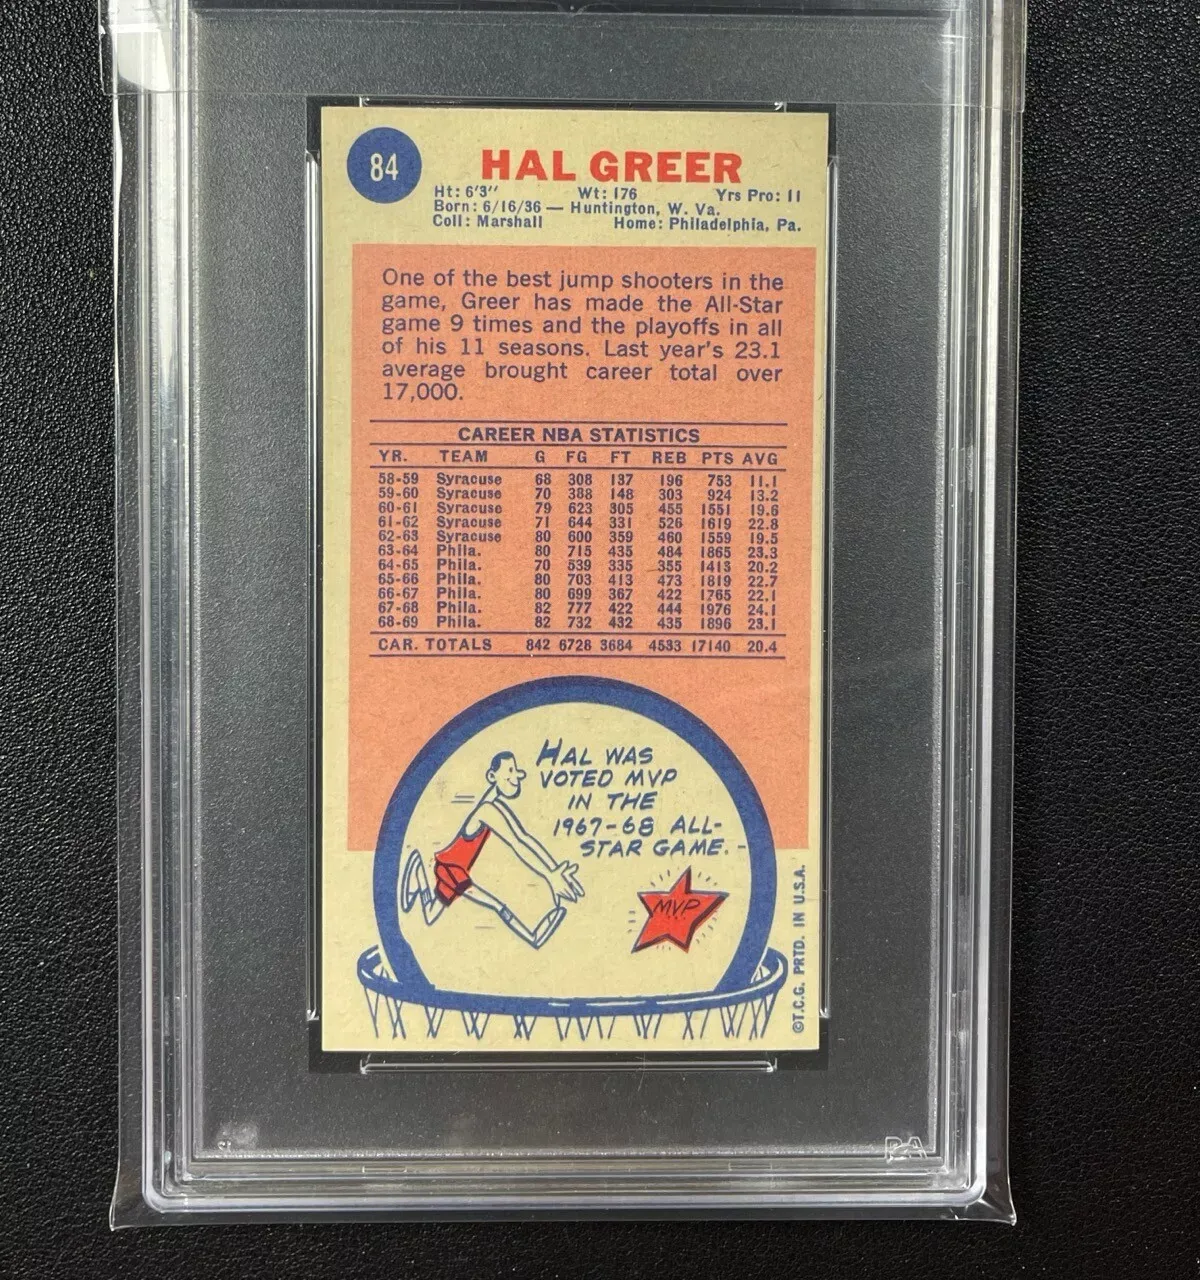 84
HAL GREER
Ht: 6'3" Wt: 176 Yrs Pro: 11
Born: 6/16/36 — Huntington, W. Va.
Coll: Marshall Home: Philadelphia, Pa.
One of the best jump shooters in the
game, Greer has made the All-Star
game 9 times and the playoffs in all
of his 11 seasons. Last year's 23.1
average brought career total over
17,000.
CAREER NBA STATISTICS
YR. TEAM G FG FT REB PTS AVG
58-59 Syracuse 68 308 137 196 753 11.1
59-60 Syracuse 70 388 148 303 924 13.2
60-61 Syracuse 79 623 305 455 1551 19.6
61-62 Syracuse 71 644 331 526 1619 22.8
62-63 Syracuse 80 600 359 460 1559 19.5
63-64 Phila. 80 715 435 484 1865 23.3
64-65 Phila. 70 539 335 355 1413 20.2
65-66 Phila. 80 703 413 473 1819 22.7
66-67 Phila. 80 699 367 422 1765 22.1
67-68 Phila. 82 777 422 444 1976 24.1
68-69 Phila. 82 732 432 435 1896 23.1
CAR. TOTALS 842 6728 3684 4533 17140 20.4
HAL WAS
VOTED MVP
IN THE
1967-68 ALL-
STAR GAME.
MVP
©T.C.G. PRTD. IN U.S.A.